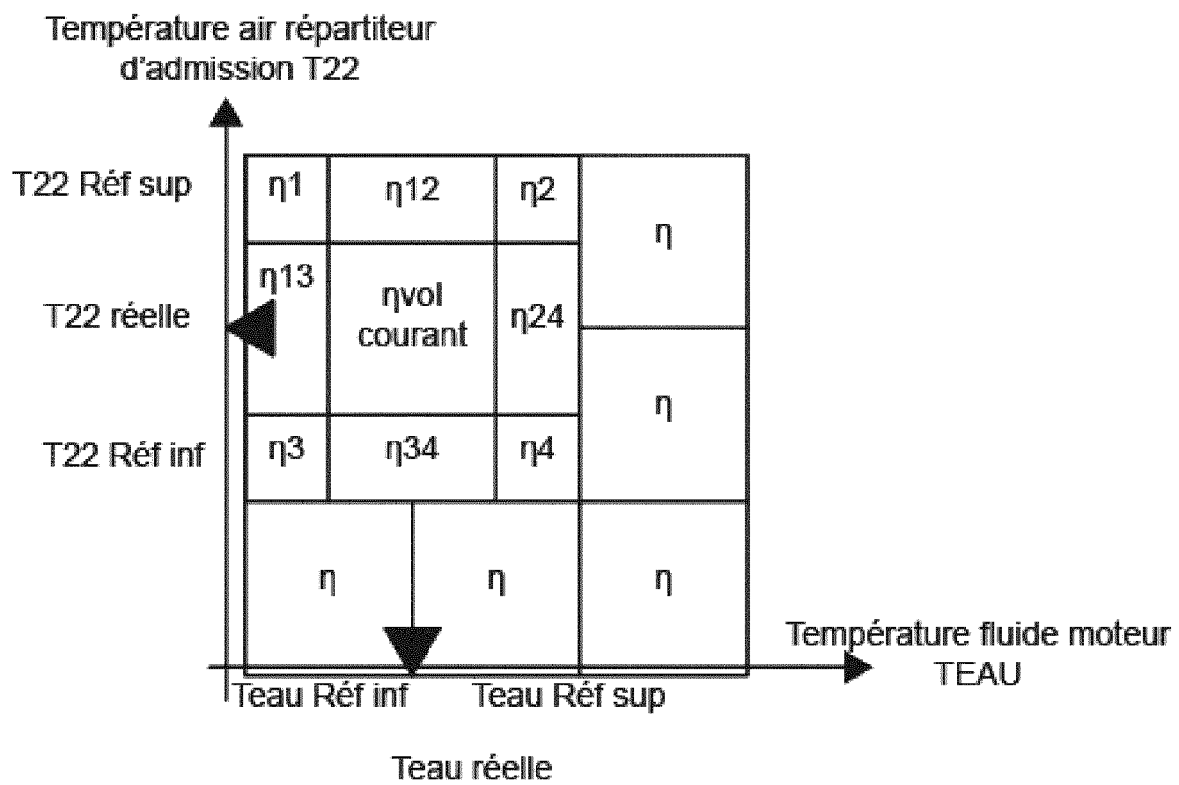 Température air répartiteur
d'admission T22
T22 Réf sup
η1
η12
η2
η
η13
T22 réelle
ηvol
courant
η24
η
T22 Réf inf
η3
η34
η4
η
η
η
Température fluide moteur
TEAU
Teau Réf inf
Teau Réf sup
Teau réelle